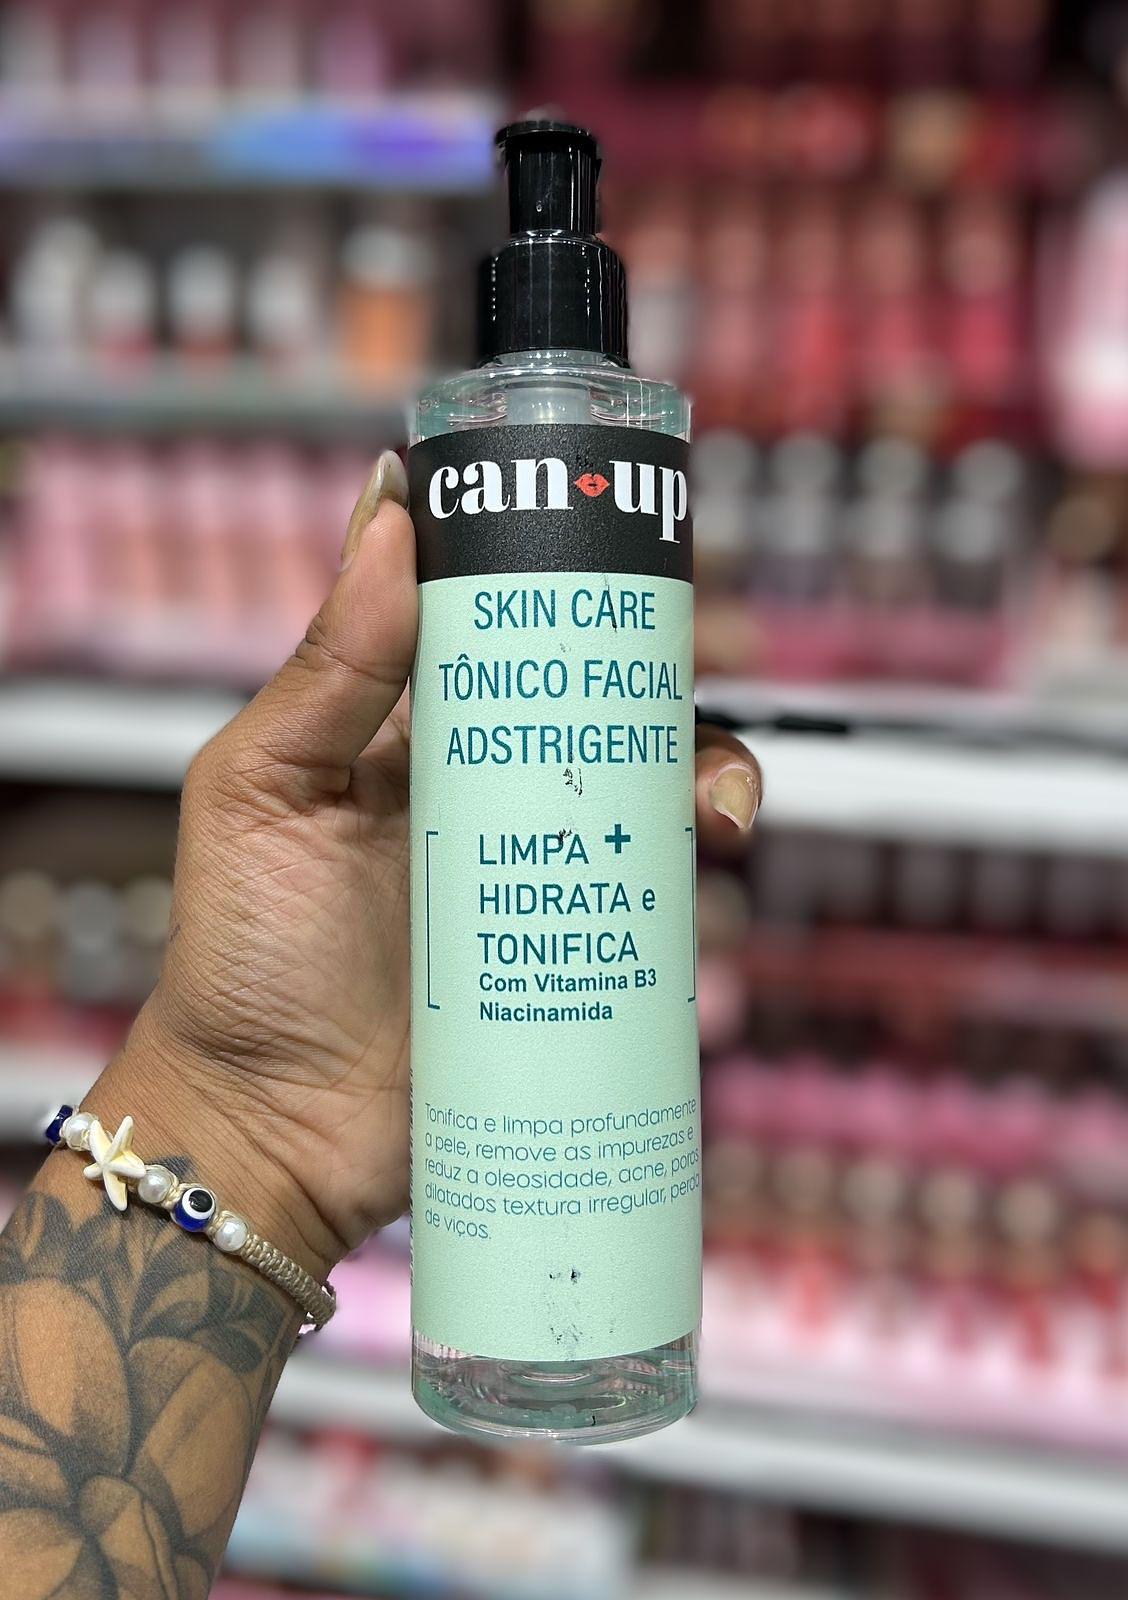 can up
SKIN CARE
TÔNICO FACIAL
ADSTRIGENTE
LIMPA +
HIDRATA e
TONIFICA
Com Vitamina B3
Niacinamida
Tonifica e limpa profundamente
a pele, remove as impurezas e
reduz a oleosidade, acne, poros
dilatados textura irregular, perda
de viços.